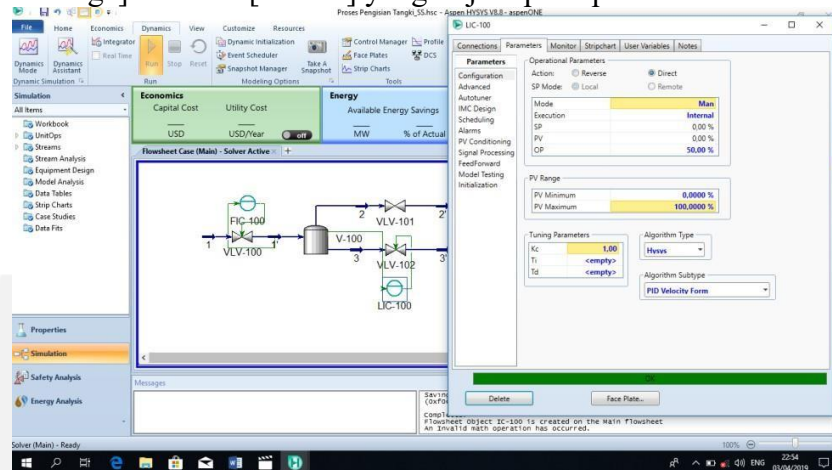 Proses Pengisian Tangki_SS.hsc - Aspen HYSYS V8.8 - aspenONE
File Home Economics Dynamics View Customize Resources
Dynamics Mode
Dynamics Assistant
Integrator
Real Time
Run Stop Reset
Dynamic Initialization
Event Scheduler
Snapshot Manager
Take A Snapshot
Control Manager
Face Plates
Strip Charts
Profile
DCS
Dynamic Simulation
Run
Modeling Options
Tools
Simulation
All Items
Workbook
UnitOps
Streams
Stream Analysis
Equipment Design
Model Analysis
Data Tables
Strip Charts
Case Studies
Data Fits
Properties
Simulation
Safety Analysis
Energy Analysis
Economics
Capital Cost Utility Cost
USD USD/Year off
Energy
Available Energy Savings
MW % of Actual
Flowsheet Case (Main) - Solver Active
FIC-100
1
VLV-100
1'
V-100
2
VLV-101
2'
3
VLV-102
3'
LIC-100
Messages
Flowsheet Object IC-100 is created on the Main flowsheet
An Invalid math operation has occurred.
LIC-100
Connections Parameters Monitor Stripchart User Variables Notes
Parameters
Configuration
Advanced
Autotuner
IMC Design
Scheduling
Alarms
PV Conditioning
Signal Processing
FeedForward
Model Testing
Initialization
Operational Parameters
Action: Reverse Direct
SP Mode: Local Remote
Mode Man
Execution Internal
SP 0,00 %
PV 0,00 %
OP 50,00 %
PV Range
PV Minimum 0,0000 %
PV Maximum 100,0000 %
Tuning Parameters
Kc 1,00
Ti <empty>
Td <empty>
Algorithm Type
Hysys
Algorithm Subtype
PID Velocity Form
OK
Delete Face Plate...
Solver (Main) - Ready
100%
ENG
22:54
03/04/2019